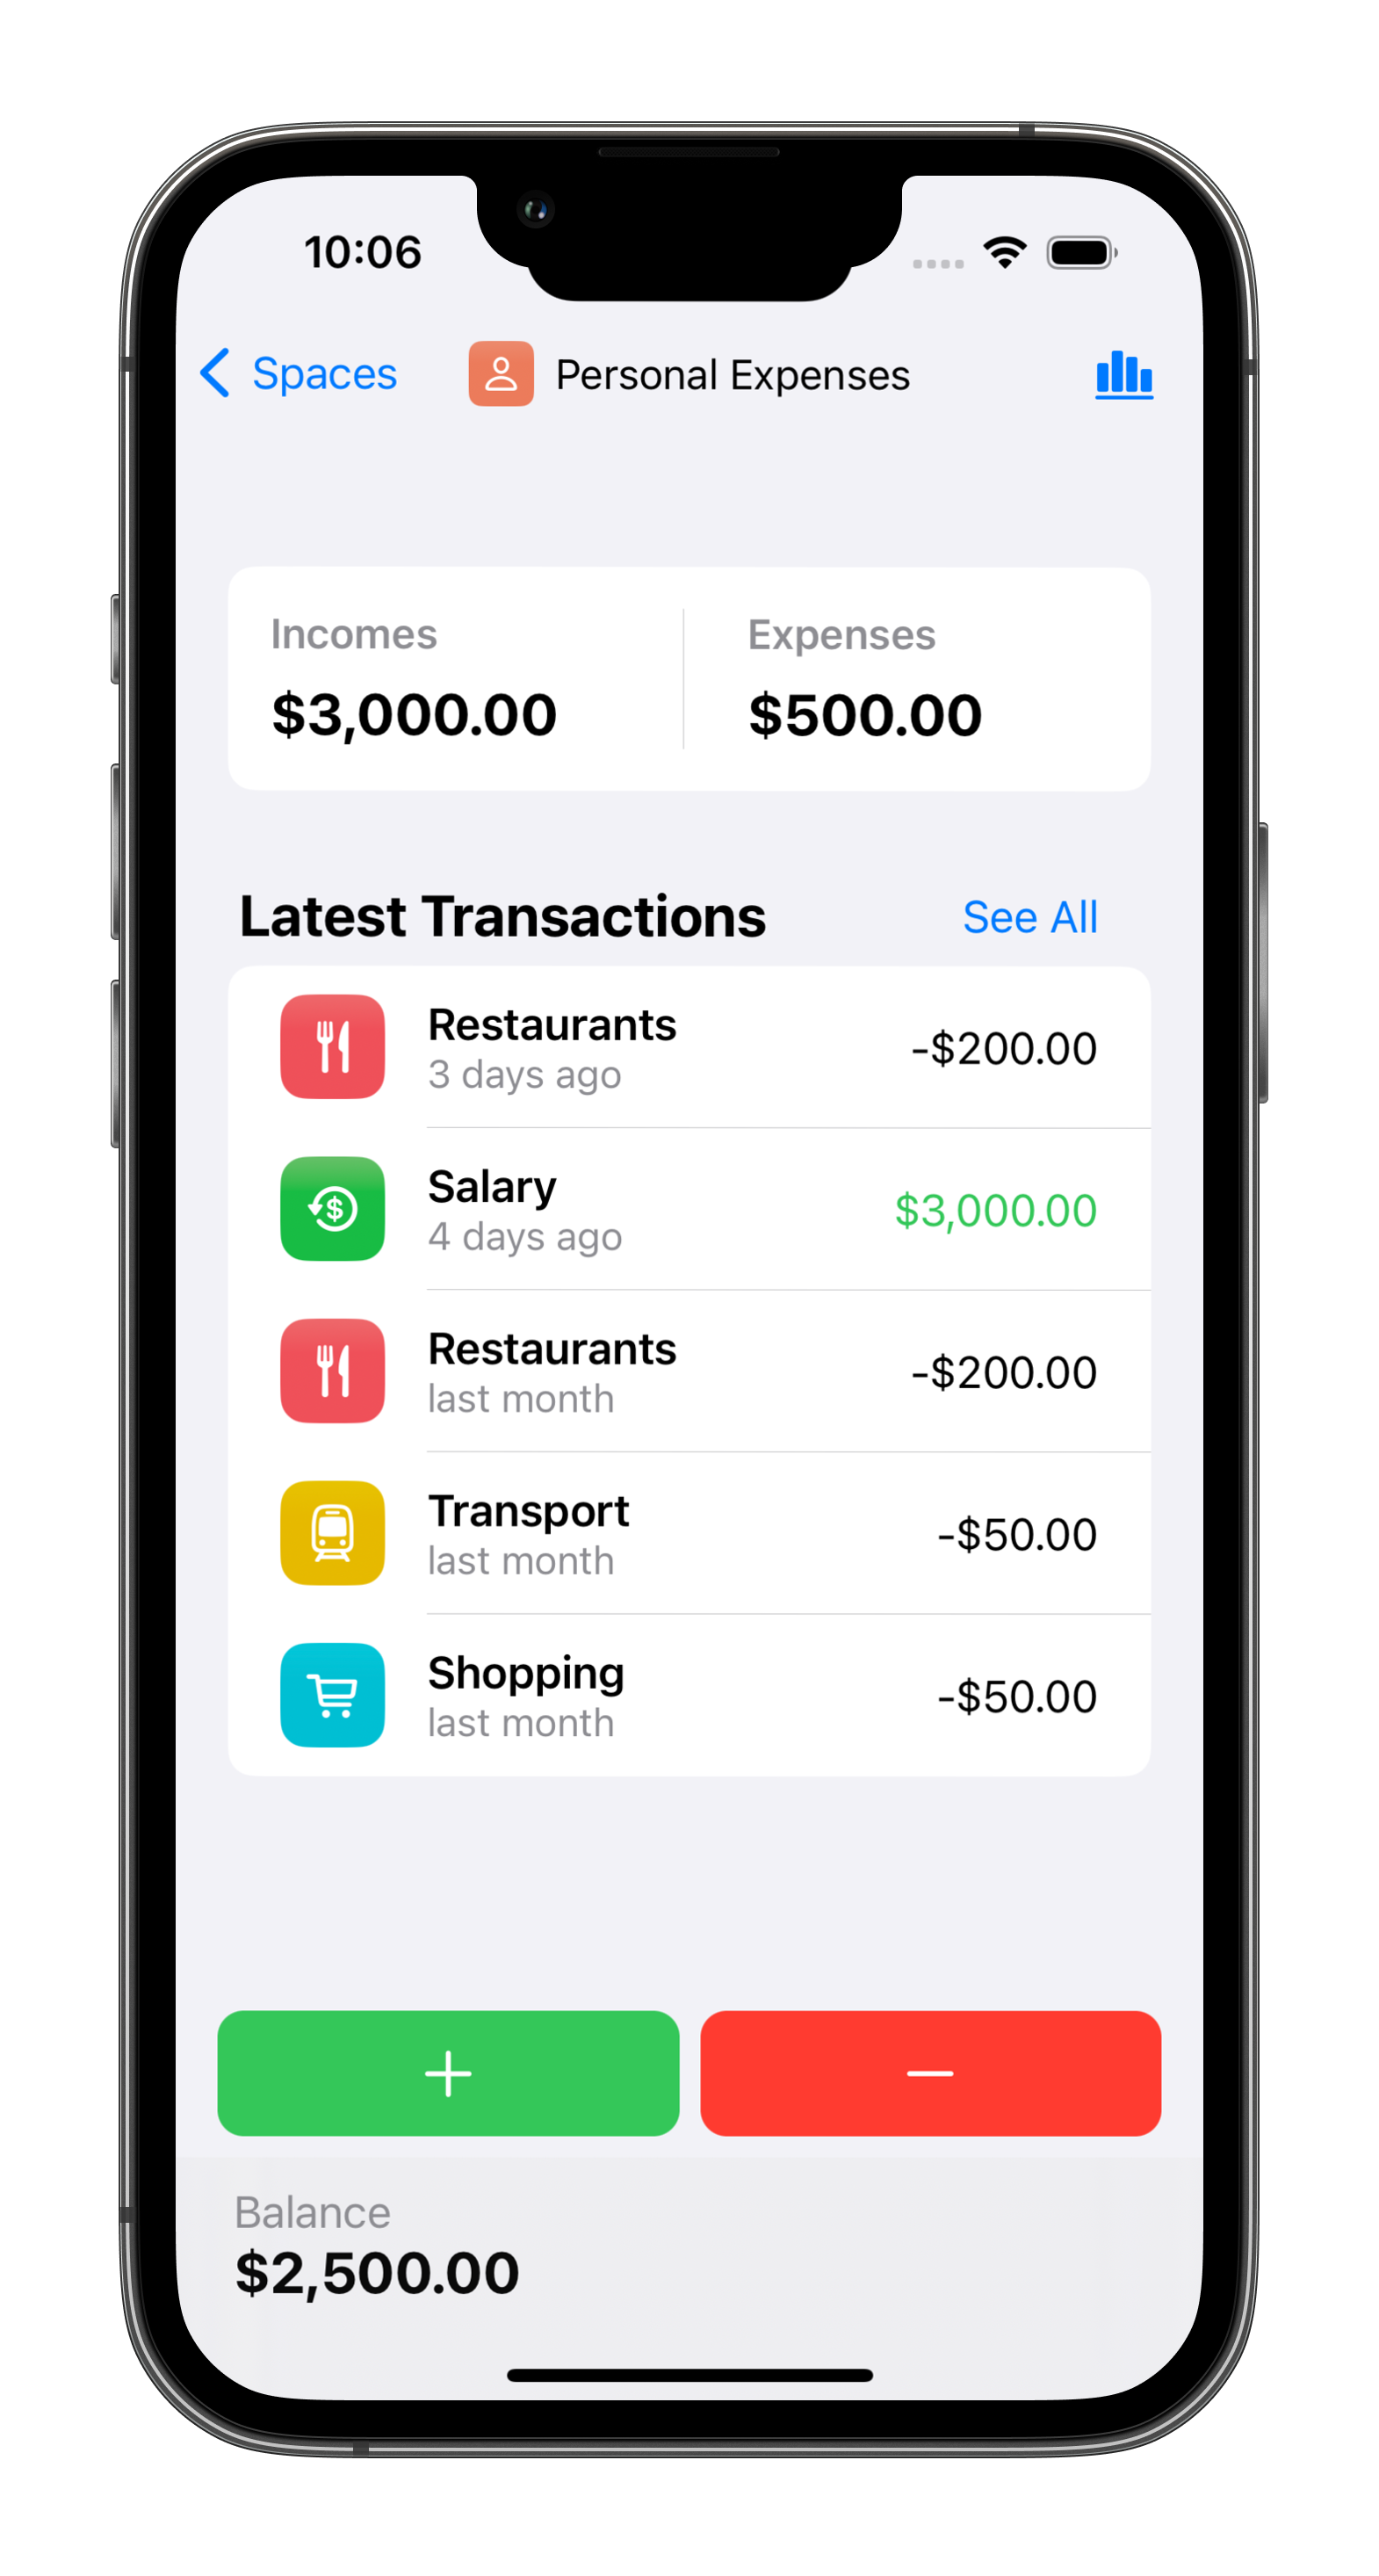 10:06
Spaces Personal Expenses
Incomes Expenses
$3,000.00 $500.00
Latest Transactions See All
Restaurants
3 days ago
-$200.00
Salary
4 days ago
$3,000.00
Restaurants
last month
-$200.00
Transport
last month
-$50.00
Shopping
last month
-$50.00
Balance
$2,500.00